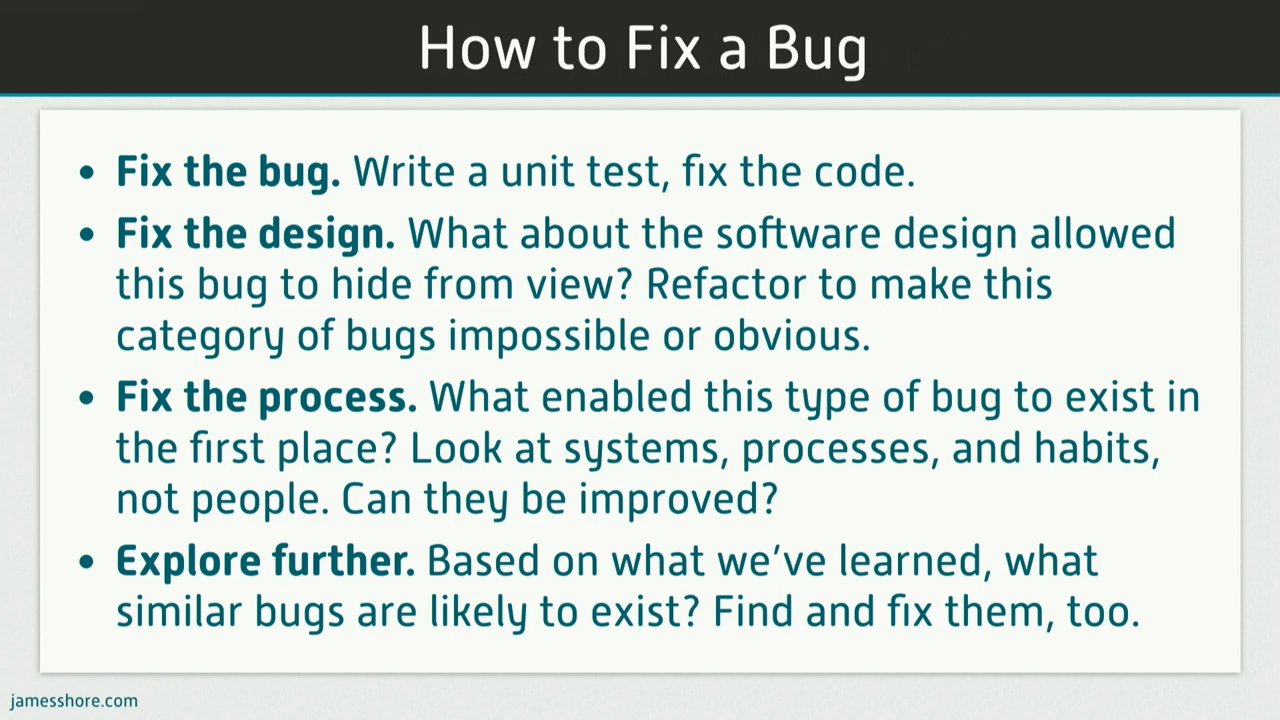 How to Fix a Bug
• Fix the bug. Write a unit test, fix the code.
• Fix the design. What about the software design allowed
this bug to hide from view? Refactor to make this
category of bugs impossible or obvious.
• Fix the process. What enabled this type of bug to exist in
the first place? Look at systems, processes, and habits,
not people. Can they be improved?
• Explore further. Based on what we’ve learned, what
similar bugs are likely to exist? Find and fix them, too.
jamesshore.com